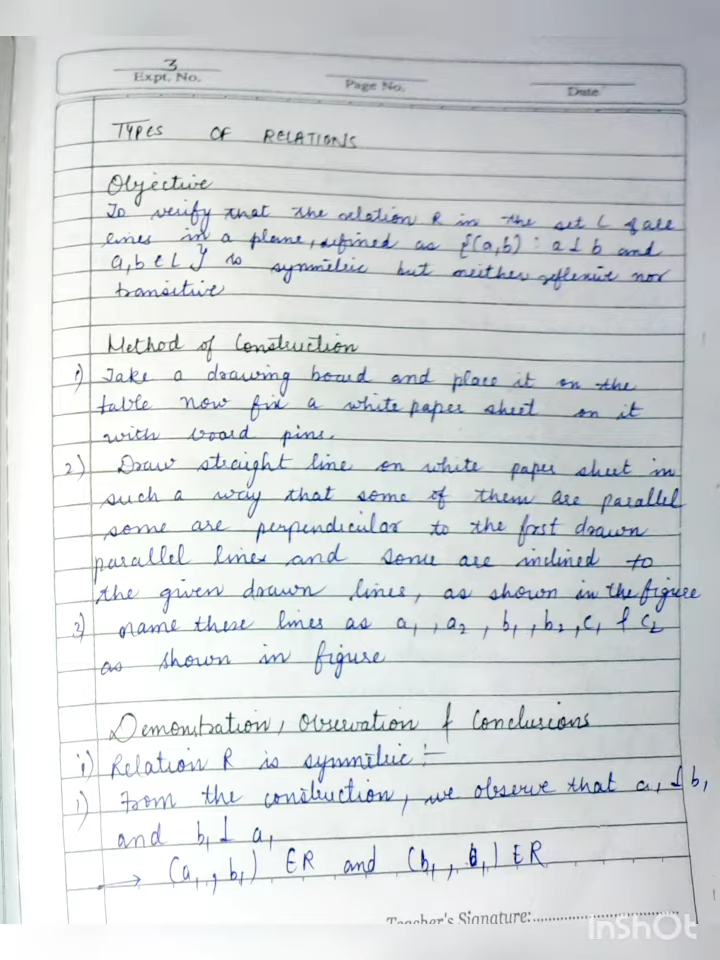 3
Expt. No.
Page No.
Date
TYPES OF RELATIONS
Objective
To verify that the relation R in the set L of all
lines in a plane, defined as {(a,b) : a ⊥ b and
a, b ∈ L } is symmetric but neither reflexive nor
transitive
Method of Construction
1) Take a drawing board and place it on the
table now fix a white paper sheet on it
with board pins.
2) Draw straight line on white paper sheet in
such a way that some of them are parallel
some are perpendicular to the first drawn
parallel lines and some are inclined to
the given drawn lines, as shown in the figure
3) name these lines as a₁, a₂, b₁, b₂, c₁ & c₂
as shown in figure
Demonstration, Observation & Conclusions
i) Relation R is symmetric :-
1) From the construction, we observe that a₁ ⊥ b₁
and b₁ ⊥ a₁
→ (a₁, b₁) ∈ R and (b₁, ₁) ∈ R
Teacher's Signature:
InShOt